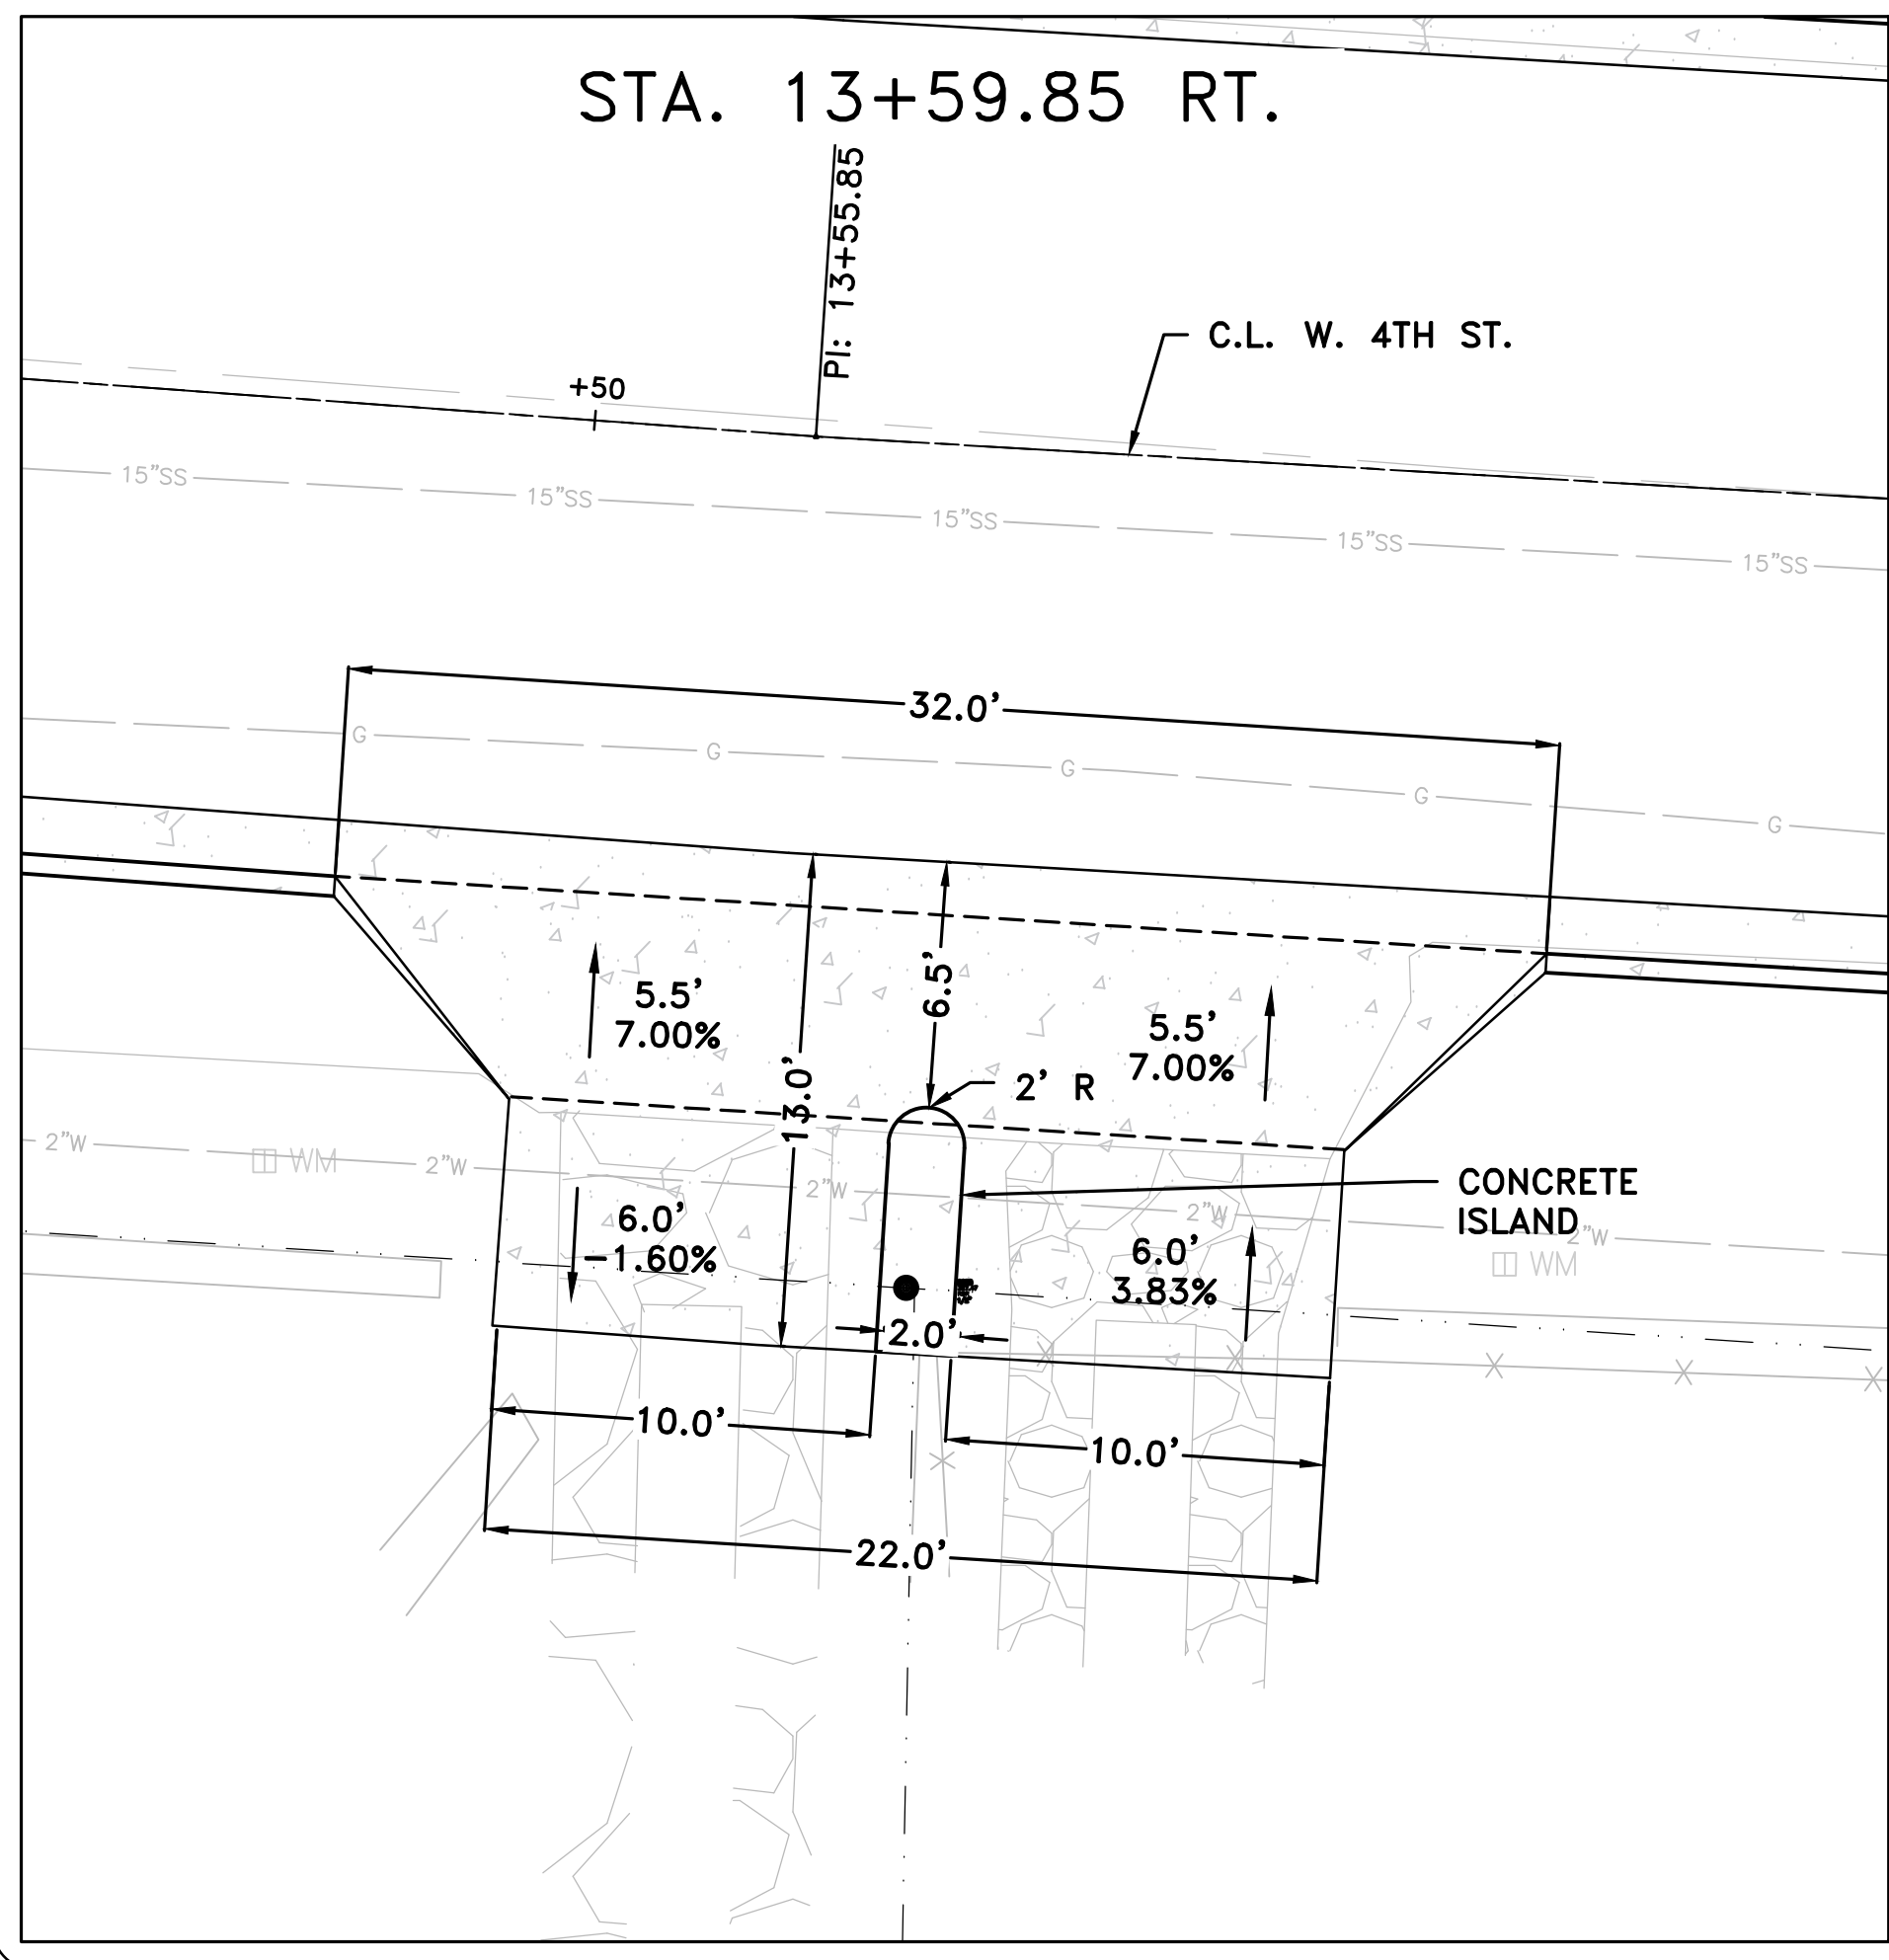 STA. 13+59.85 RT.
PI: 13+55.85
C.L. W. 4TH ST.
+50
15"SS
15"SS
15"SS
15"SS
15"SS
32.0'
G
G
G
G
G
5.5'
7.00%
6.5'
5.5'
7.00%
13.0'
2' R
2"W
WM
2"W
2"W
2"W
2"W
CONCRETE
ISLAND
WM
6.0'
-1.60%
6.0'
3.83%
2.0'
10.0'
10.0'
22.0'